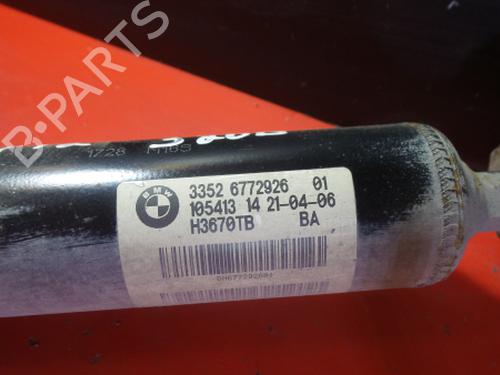 B-PARTS
1728
BMW
3352 6772926 01
105413 14 21-04-06
H3670TB BA